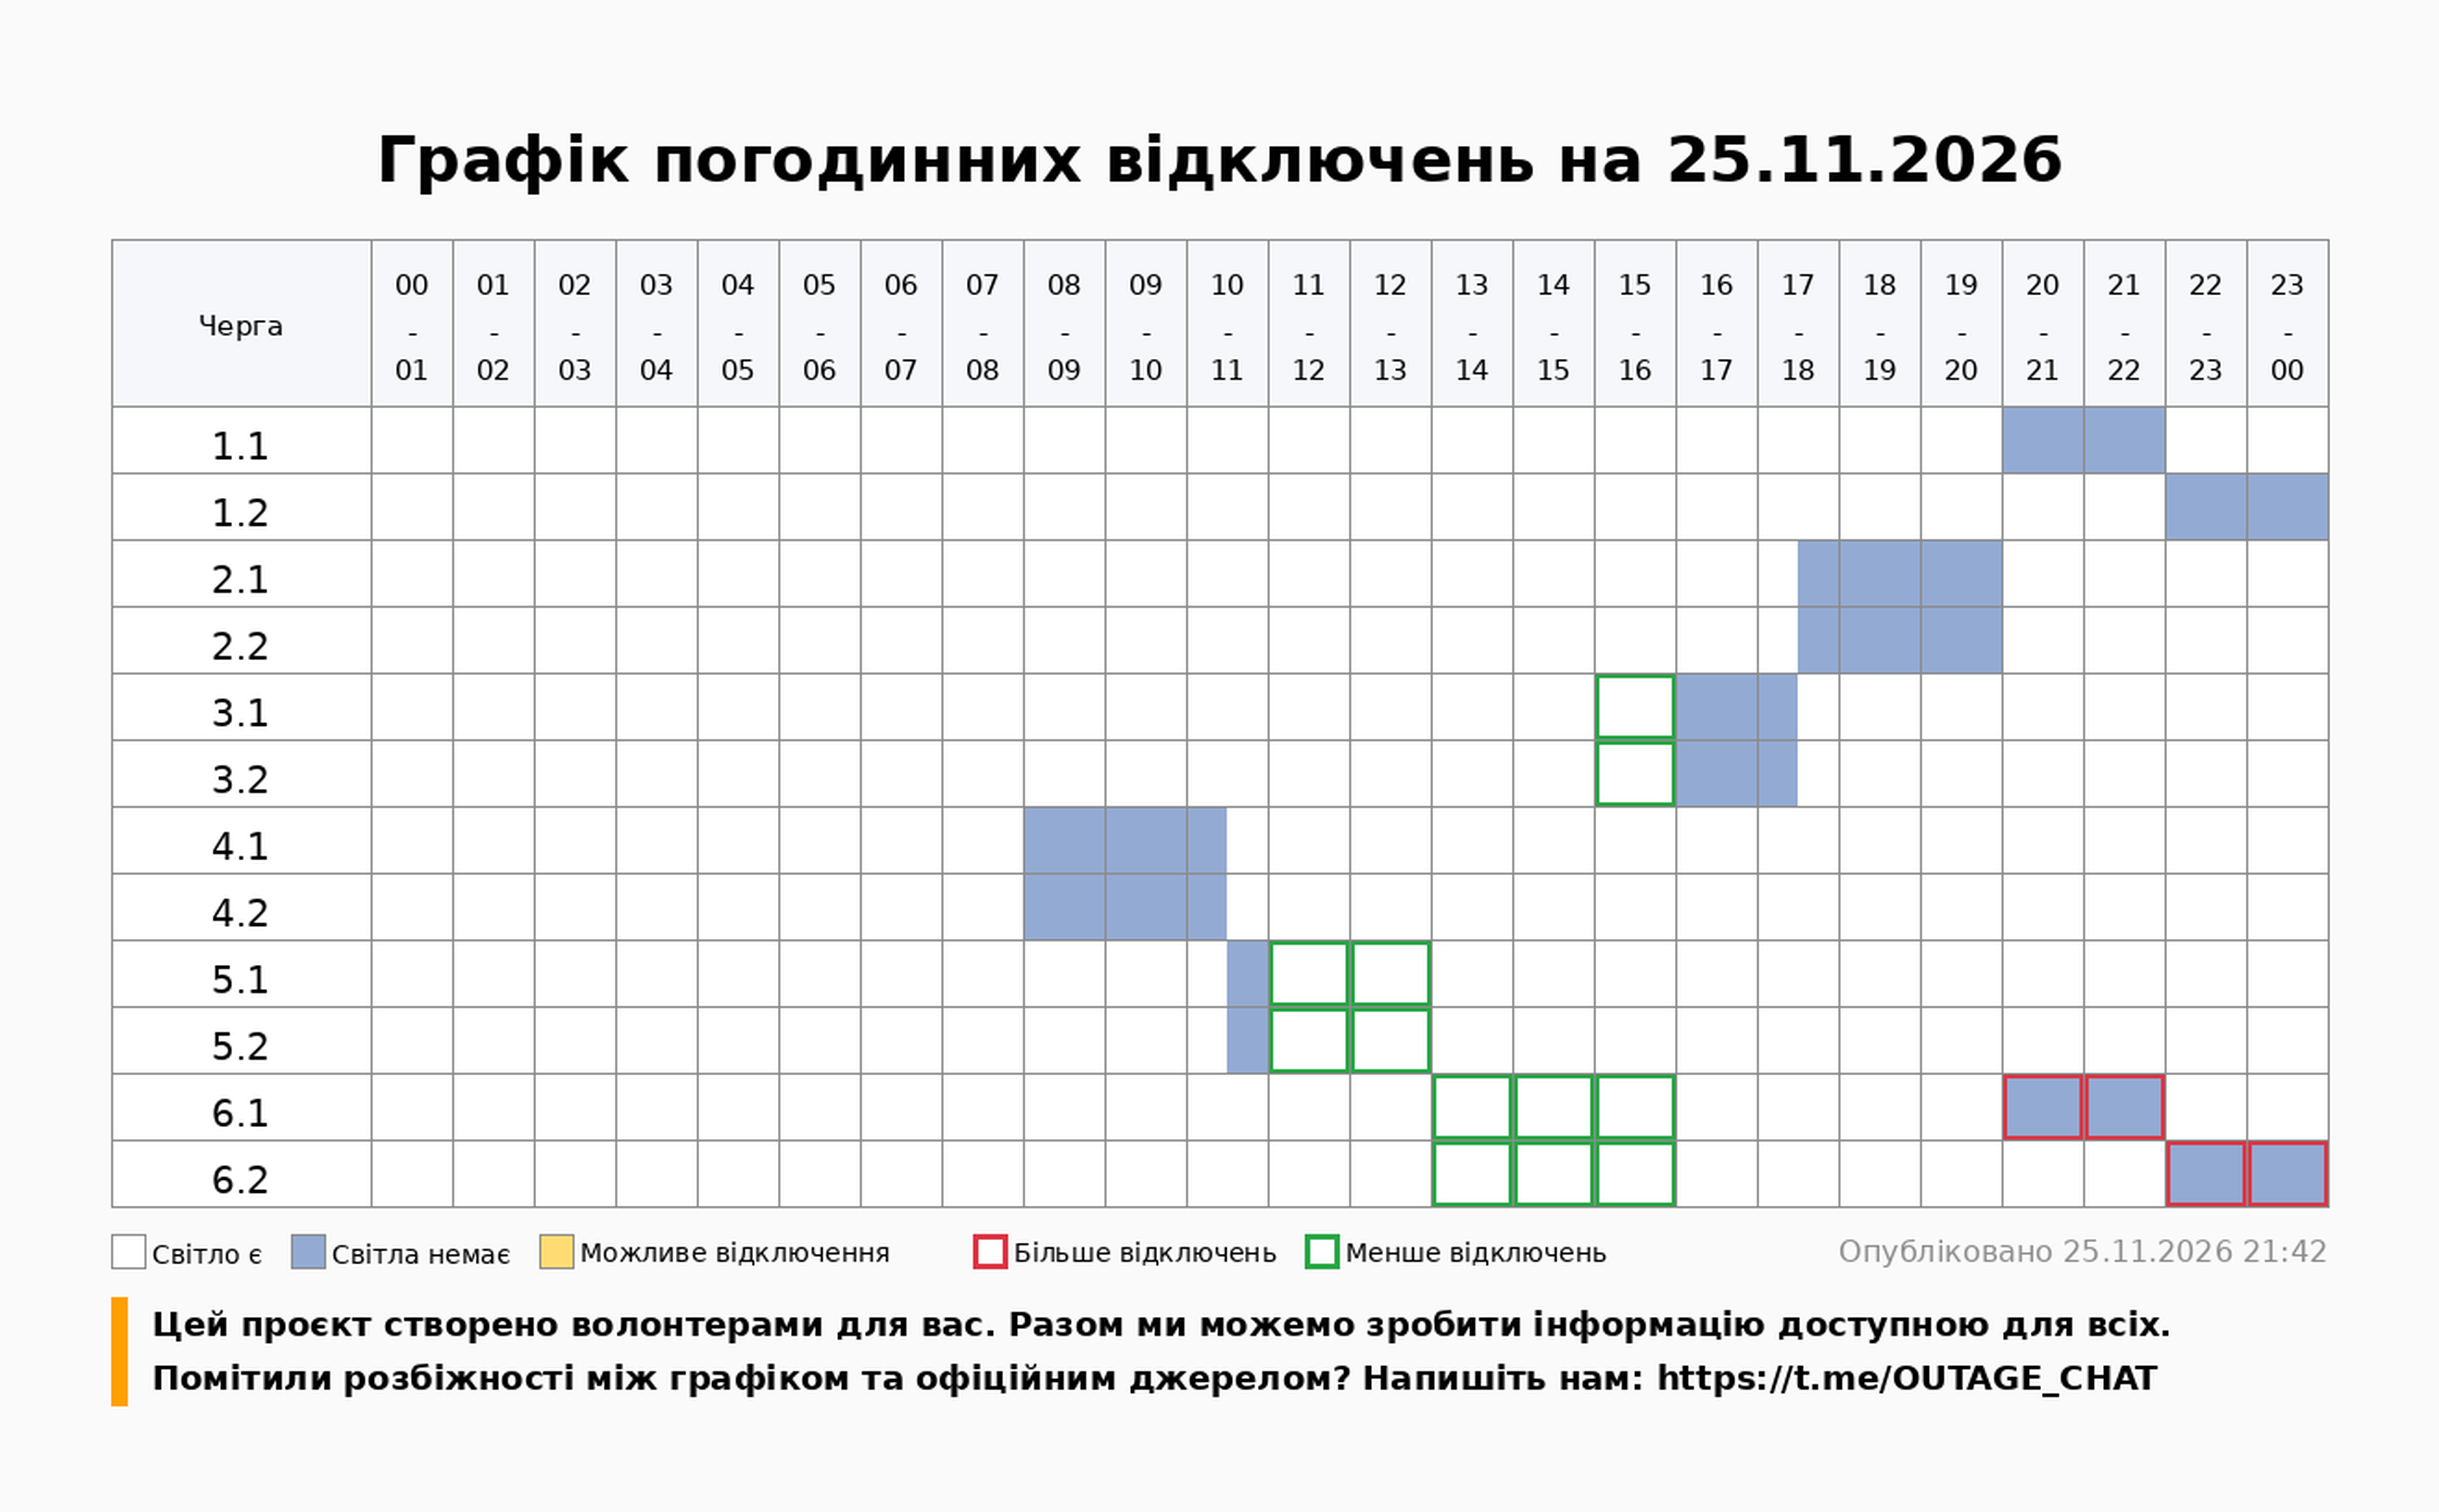 Графік погодинних відключень на 25.11.2026
Черга 00 - 01 01 - 02 02 - 03 03 - 04 04 - 05 05 - 06 06 - 07 07 - 08 08 - 09 09 - 10 10 - 11 11 - 12 12 - 13 13 - 14 14 - 15 15 - 16 16 - 17 17 - 18 18 - 19 19 - 20 20 - 21 21 - 22 22 - 23 23 - 00
1.1
1.2
2.1
2.2
3.1
3.2
4.1
4.2
5.1
5.2
6.1
6.2
Світло є Світла немає Можливе відключення Більше відключень Менше відключень Опубліковано 25.11.2026 21:42
Цей проєкт створено волонтерами для вас. Разом ми можемо зробити інформацію доступною для всіх.
Помітили розбіжності між графіком та офіційним джерелом? Напишіть нам: https://t.me/OUTAGE_CHAT